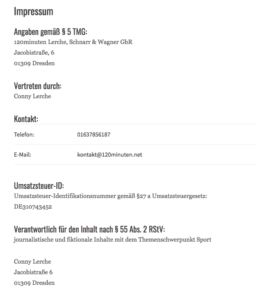 Impressum
Angaben gemäß § 5 TMG:
120minuten Lerche, Schnarr & Wagner GbR
Jacobistraße, 6
01309 Dresden
Vertreten durch:
Conny Lerche
Kontakt:
Telefon: 01637856187
E-Mail: kontakt@120minuten.net
Umsatzsteuer-ID:
Umsatzsteuer-Identifikationsnummer gemäß §27 a Umsatzsteuergesetz:
DE310743452
Verantwortlich für den Inhalt nach § 55 Abs. 2 RStV:
journalistische und fiktionale Inhalte mit dem Themenschwerpunkt Sport
Conny Lerche
Jacobistraße 6
01309 Dresden